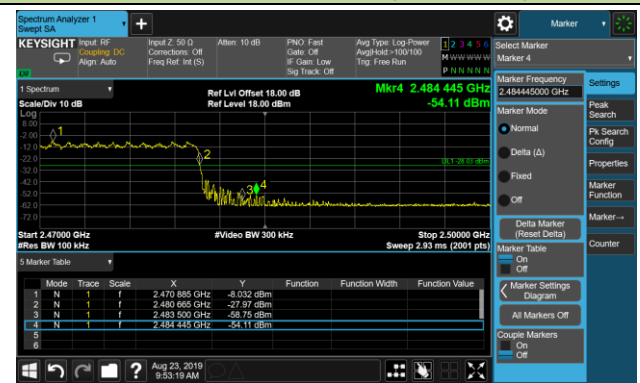 Spectrum Analyzer 1
Swept SA
Marker
KEYSIGHT
Input: RF
Coupling: DC
Align: Auto
Input Z: 50 Ω
Corrections: Off
Freq Ref: Int (S)
Atten: 10 dB
PNO: Fast
Gate: Off
IF Gain: Low
Sig Track: Off
Avg Type: Log-Power
Avg|Hold:>100/100
Trig: Free Run
1 2 3 4 5 6
M W W W W W
P N N N N N
Select Marker
Marker 4
1 Spectrum
Scale/Div 10 dB
Ref Lvl Offset 18.00 dB
Ref Level 18.00 dBm
Mkr4 2.484 445 GHz
-54.11 dBm
Log
8.00
-2.00
-12.0
-22.0
-32.0
-42.0
-52.0
-62.0
-72.0
1
2
3
4
DL1 -28.03 dBm
Start 2.47000 GHz
#Res BW 100 kHz
#Video BW 300 kHz
Stop 2.50000 GHz
Sweep 2.93 ms (2001 pts)
5 Marker Table
Mode Trace Scale X Y Function Function Width Function Value
1 N 1 f 2.470 885 GHz -8.032 dBm
2 N 1 f 2.480 665 GHz -27.97 dBm
3 N 1 f 2.483 500 GHz -58.75 dBm
4 N 1 f 2.484 445 GHz -54.11 dBm
5
6
Marker Frequency
2.484445000 GHz
Marker Mode
Normal
Delta (Δ)
Fixed
Off
Delta Marker
(Reset Delta)
Marker Table
On
Off
Marker Settings
Diagram
All Markers Off
Couple Markers
On
Off
Settings
Peak
Search
Pk Search
Config
Properties
Marker
Function
Marker→
Counter
?
Aug 23, 2019
9:53:19 AM